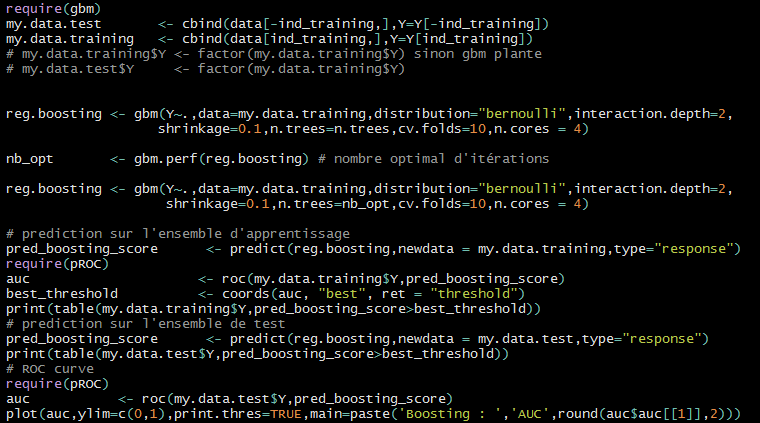 require(gbm)
my.data.test       <- cbind(data[-ind_training,],Y=Y[-ind_training])
my.data.training   <- cbind(data[ind_training,],Y=Y[ind_training])
# my.data.training$Y <- factor(my.data.training$Y) sinon gbm plante
# my.data.test$Y     <- factor(my.data.training$Y)
reg.boosting <- gbm(Y~.,data=my.data.training,distribution="bernoulli",interaction.depth=2,
                    shrinkage=0.1,n.trees=n.trees,cv.folds=10,n.cores = 4)
nb_opt       <- gbm.perf(reg.boosting) # nombre optimal d'itérations
reg.boosting <- gbm(Y~.,data=my.data.training,distribution="bernoulli",interaction.depth=2,
                     shrinkage=0.1,n.trees=nb_opt,cv.folds=10,n.cores = 4)
# prediction sur l'ensemble d'apprentissage
pred_boosting_score      <- predict(reg.boosting,newdata = my.data.training,type="response")
require(pROC)
auc                     <- roc(my.data.training$Y,pred_boosting_score)
best_threshold          <- coords(auc, "best", ret = "threshold")
print(table(my.data.training$Y,pred_boosting_score>best_threshold))
# prediction sur l'ensemble de test
pred_boosting_score      <- predict(reg.boosting,newdata = my.data.test,type="response")
print(table(my.data.test$Y,pred_boosting_score>best_threshold))
# ROC curve
require(pROC)
auc           <- roc(my.data.test$Y,pred_boosting_score)
plot(auc,ylim=c(0,1),print.thres=TRUE,main=paste('Boosting : ','AUC',round(auc$auc[[1]],2)))